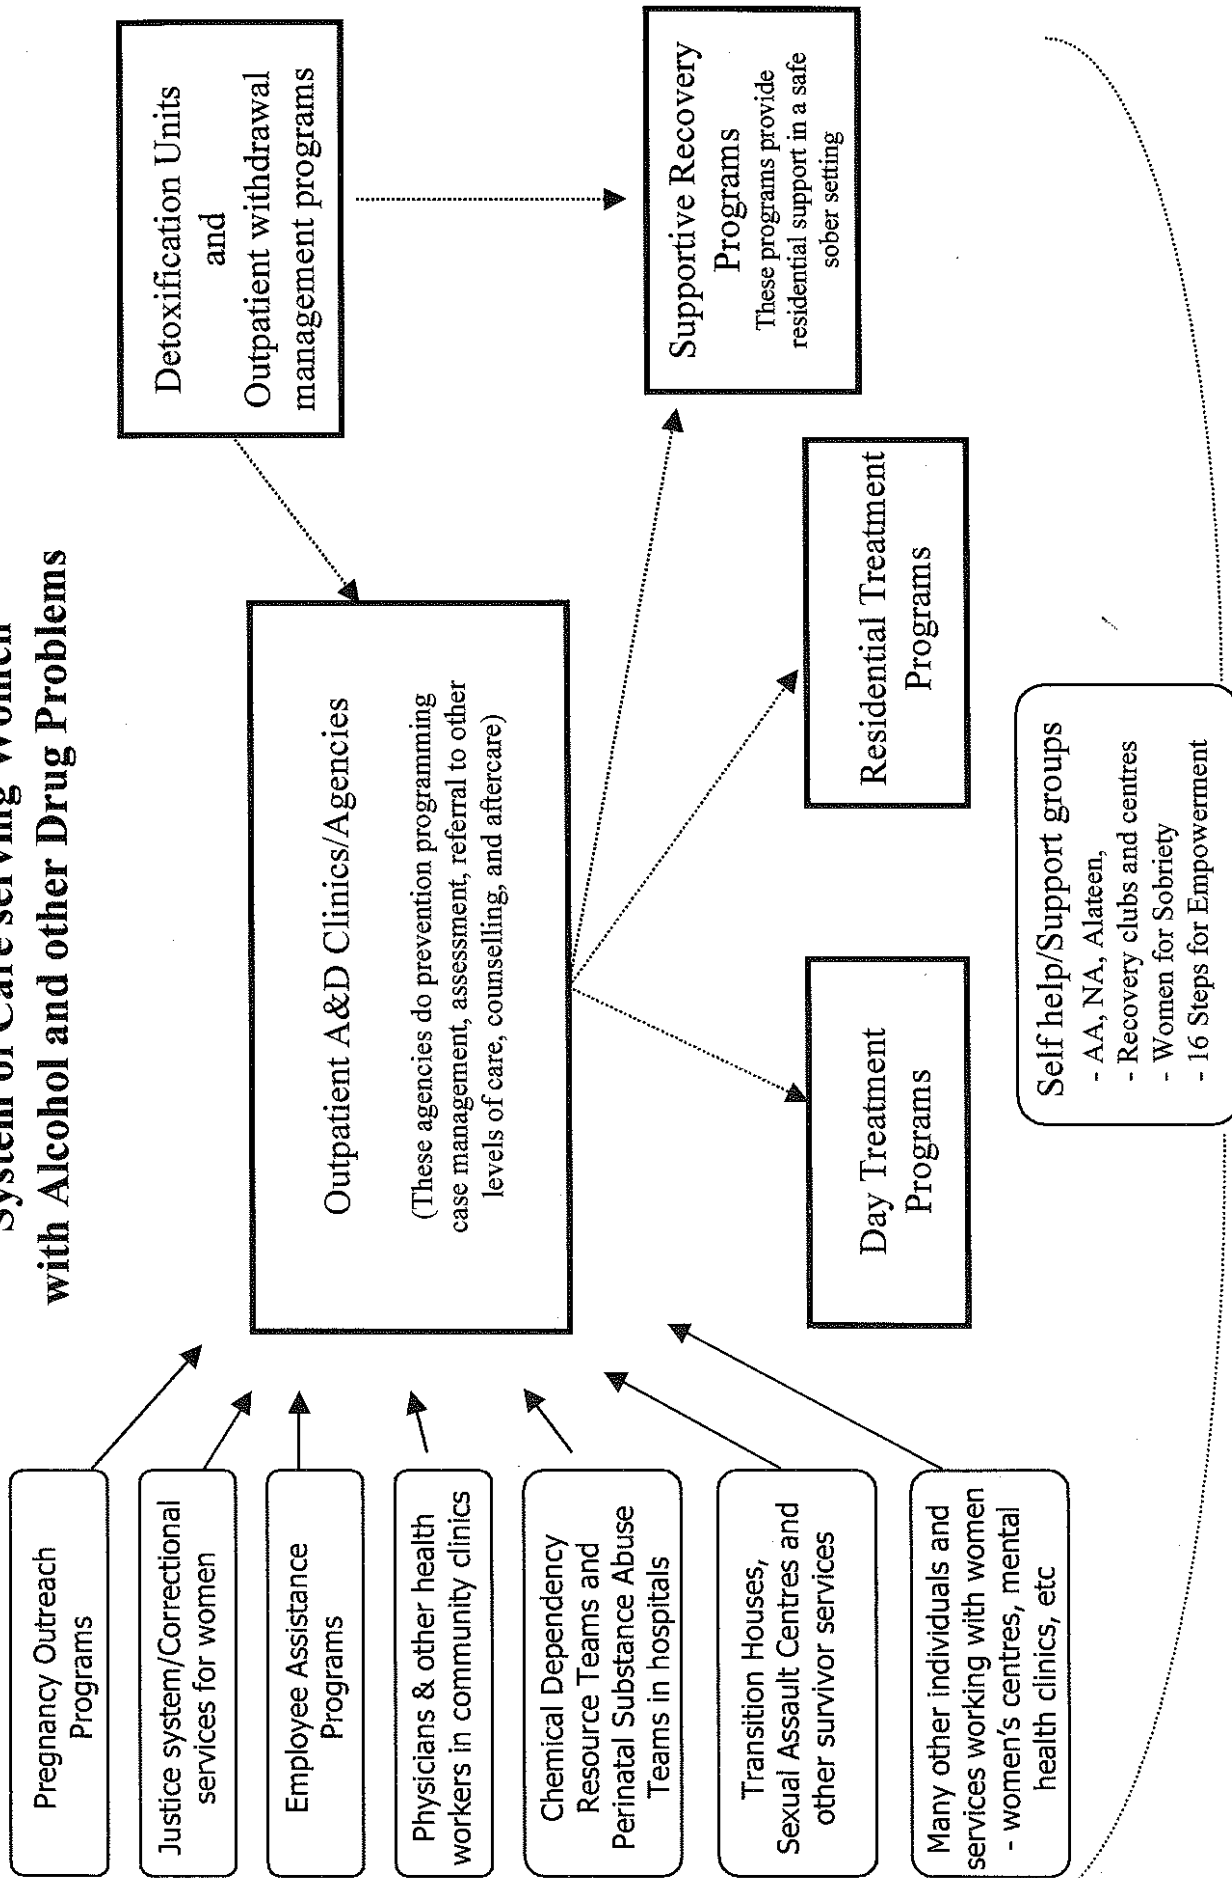 System of Care serving Women
with Alcohol and other Drug Problems
Pregnancy Outreach
Programs
Justice system/Correctional
services for women
Employee Assistance
Programs
Physicians & other health
workers in community clinics
Chemical Dependency
Resource Teams and
Perinatal Substance Abuse
Teams in hospitals
Transition Houses,
Sexual Assault Centres and
other survivor services
Many other individuals and
services working with women
- women's centres, mental
health clinics, etc
Outpatient A&D Clinics/Agencies
(These agencies do prevention programming
case management, assessment, referral to other
levels of care, counselling, and aftercare)
Detoxification Units
and
Outpatient withdrawal
management programs
Day Treatment
Programs
Residential Treatment
Programs
Supportive Recovery
Programs
These programs provide
residential support in a safe
sober setting
Self help/Support groups
- AA, NA, Alateen,
- Recovery clubs and centres
- Women for Sobriety
- 16 Steps for Empowerment